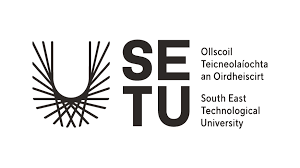 SE
TU
Ollscoil
Teicneolaíochta
an Oirdheiscirt
South East
Technological
University